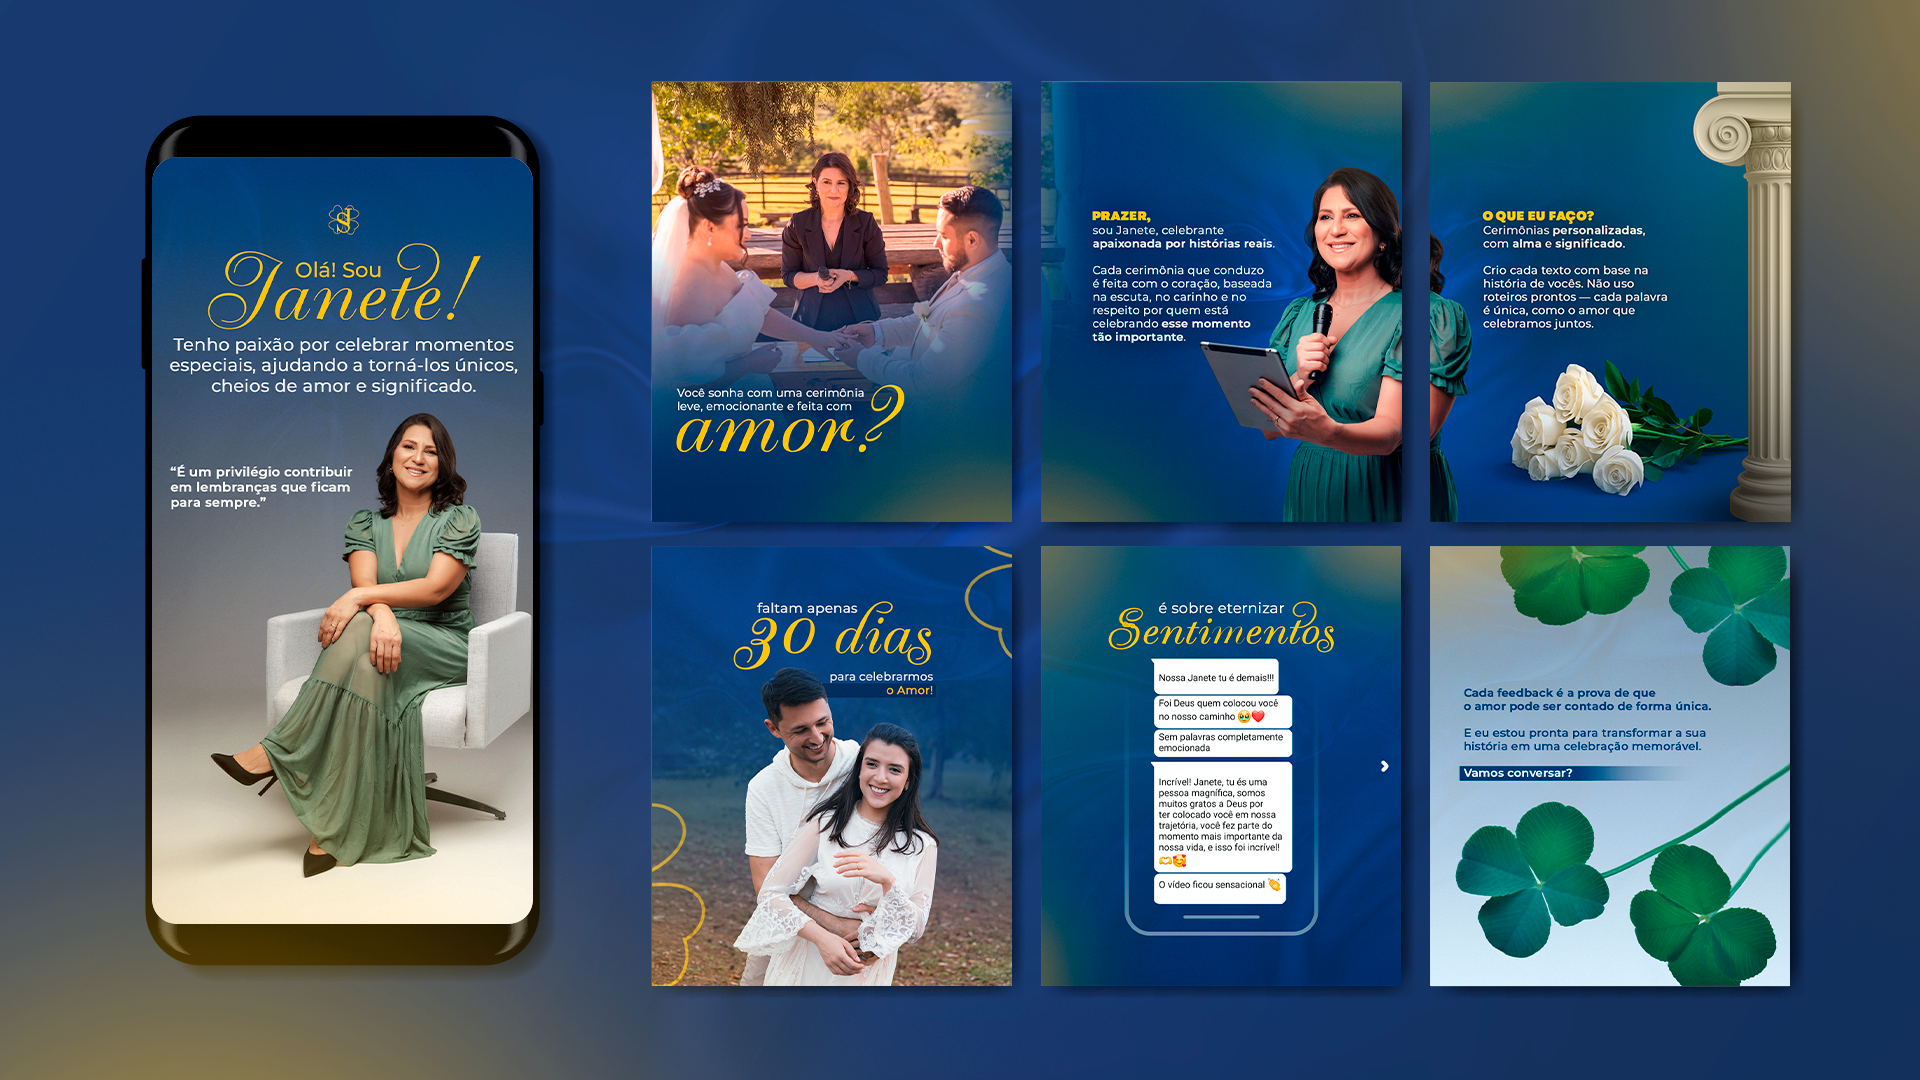 SJ
Olá! Sou
Janete!
Tenho paixão por celebrar momentos
especiais, ajudando a torná-los únicos,
cheios de amor e significado.
“É um privilégio contribuir
em lembranças que ficam
para sempre.”
Você sonha com uma cerimônia
leve, emocionante e feita com
amor?
PRAZER,
sou Janete, celebrante
apaixonada por histórias reais.
Cada cerimônia que conduzo
é feita com o coração, baseada
na escuta, no carinho e no
respeito por quem está
celebrando esse momento
tão importante.
O QUE EU FAÇO?
Cerimônias personalizadas,
com alma e significado.
Crio cada texto com base na
história de vocês. Não uso
roteiros prontos — cada palavra
é única, como o amor que
celebramos juntos.
faltam apenas
30 dias
para celebrarmos
o Amor!
é sobre eternizar
Sentimentos
Nossa Janete tu é demais!!!
Foi Deus quem colocou você
no nosso caminho 🥹❤️
Sem palavras completamente
emocionada
Incrível! Janete, tu és uma
pessoa magnífica, somos
muitos gratos a Deus por
ter colocado você em nossa
trajetória, você fez parte do
momento mais importante da
nossa vida, e isso foi incrível!
🫶🥰
O vídeo ficou sensacional 👏
Cada feedback é a prova de que
o amor pode ser contado de forma única.
E eu estou pronta para transformar a sua
história em uma celebração memorável.
Vamos conversar?